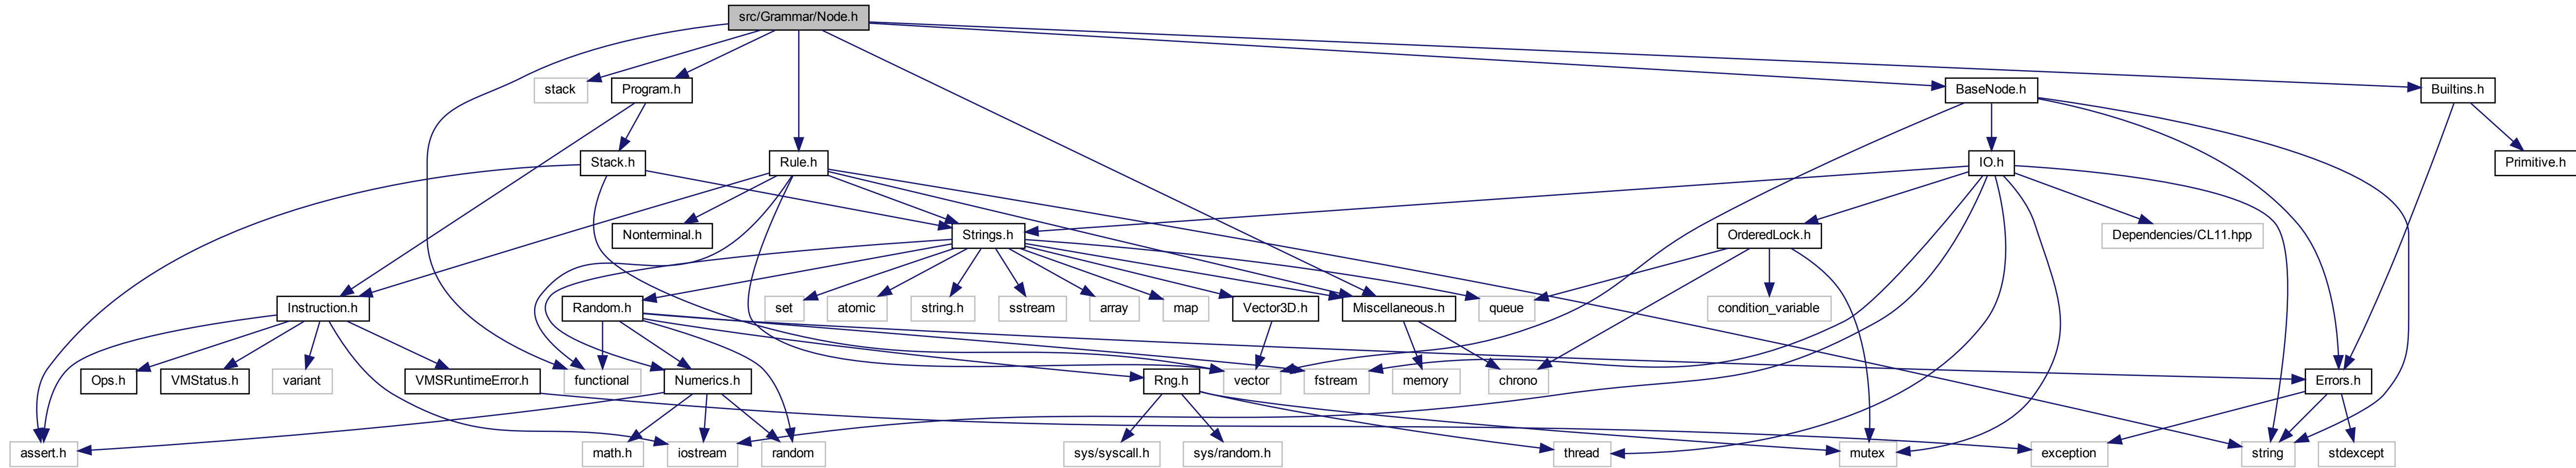 src/Grammar/Node.h
stack
Program.h
BaseNode.h
Builtins.h
Stack.h
Rule.h
IO.h
Primitive.h
Nonterminal.h
Strings.h
OrderedLock.h
Dependencies/CL11.hpp
Instruction.h
Random.h
set
atomic
string.h
sstream
array
map
Vector3D.h
Miscellaneous.h
queue
condition_variable
Ops.h
VMStatus.h
variant
VMSRuntimeError.h
functional
Numerics.h
Rng.h
vector
fstream
memory
chrono
Errors.h
assert.h
math.h
iostream
random
sys/syscall.h
sys/random.h
thread
mutex
exception
string
stdexcept